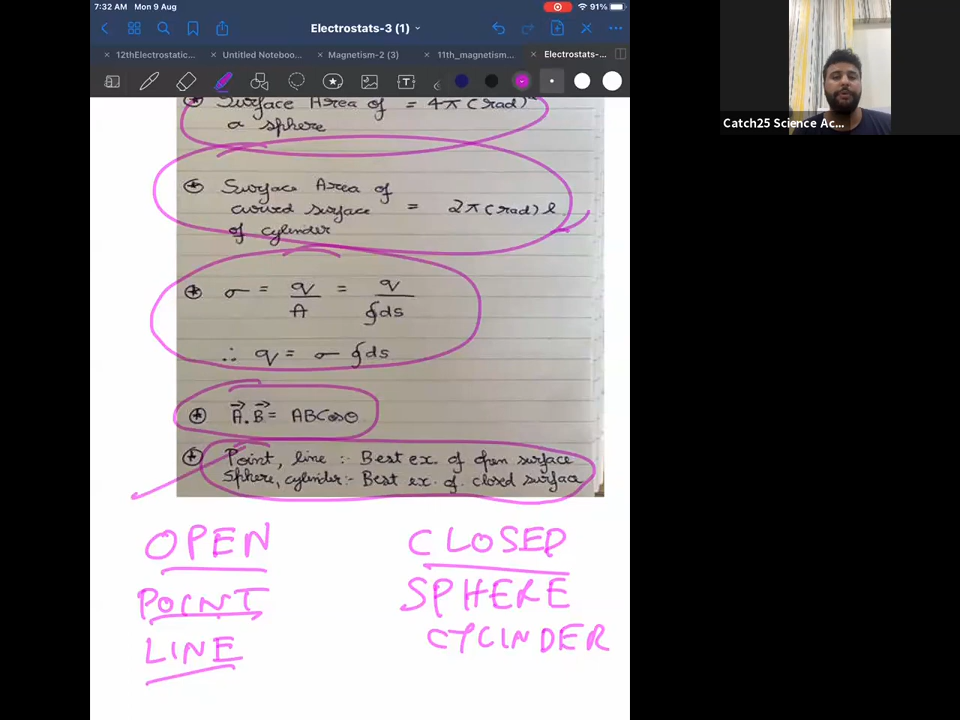 7:32 AM Mon 9 Aug
91%
Electrostats-3 (1)
12thElectrostatic...
Untitled Noteboo...
Magnetism-2 (3)
11th_magnetism...
Electrostats-...
Catch25 Science Ac...
Surface Area of = 4π (rad)²
a sphere
Surface Area of
curved surface = 2π (rad) l
of cylinder
σ = q/A = q/∮ds
∴ q = σ ∮ds
A⃗.B⃗ = ABCosθ
Point, line :- Best ex. of open surface
Sphere, cylinder:- Best ex. of closed surface
OPEN CLOSED
POINT SPHERE
LINE CYLINDER